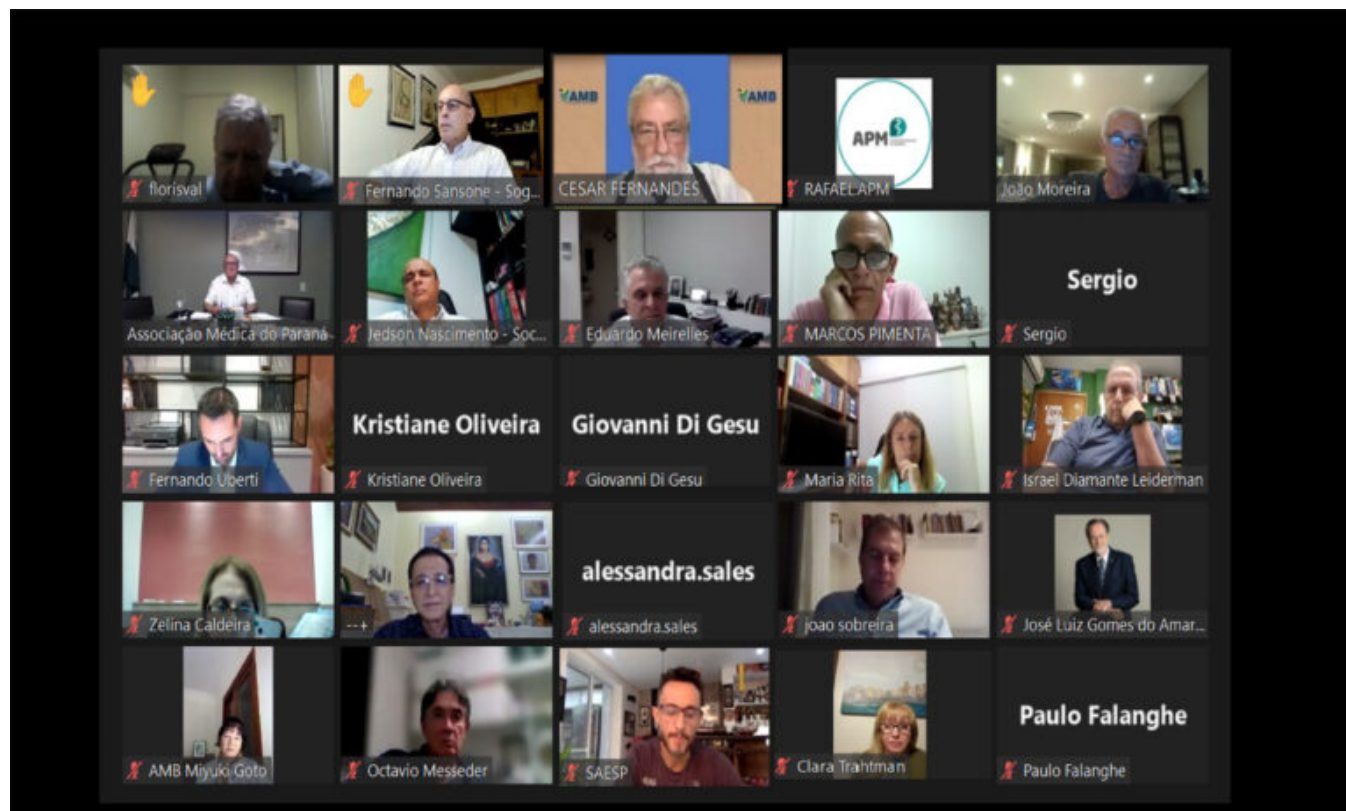 florisval
Fernando Sansone - Sog...
AMB AMB
CESAR FERNANDES
APM
RAFAEL.APM
João Moreira
Associação Médica do Paraná
Jedson Nascimento - Soc...
Eduardo Meirelles
MARCOS PIMENTA
Sergio
Sergio
Fernando Uberti
Kristiane Oliveira
Kristiane Oliveira
Giovanni Di Gesu
Giovanni Di Gesu
Maria Rita
Israel Diamante Leiderman
Zelina Caldeira
--+
alessandra.sales
alessandra.sales
joao sobreira
José Luiz Gomes do Amar...
AMB Miyuki Goto
Octavio Messeder
SAESP
Clara Trahtman
Paulo Falanghe
Paulo Falanghe